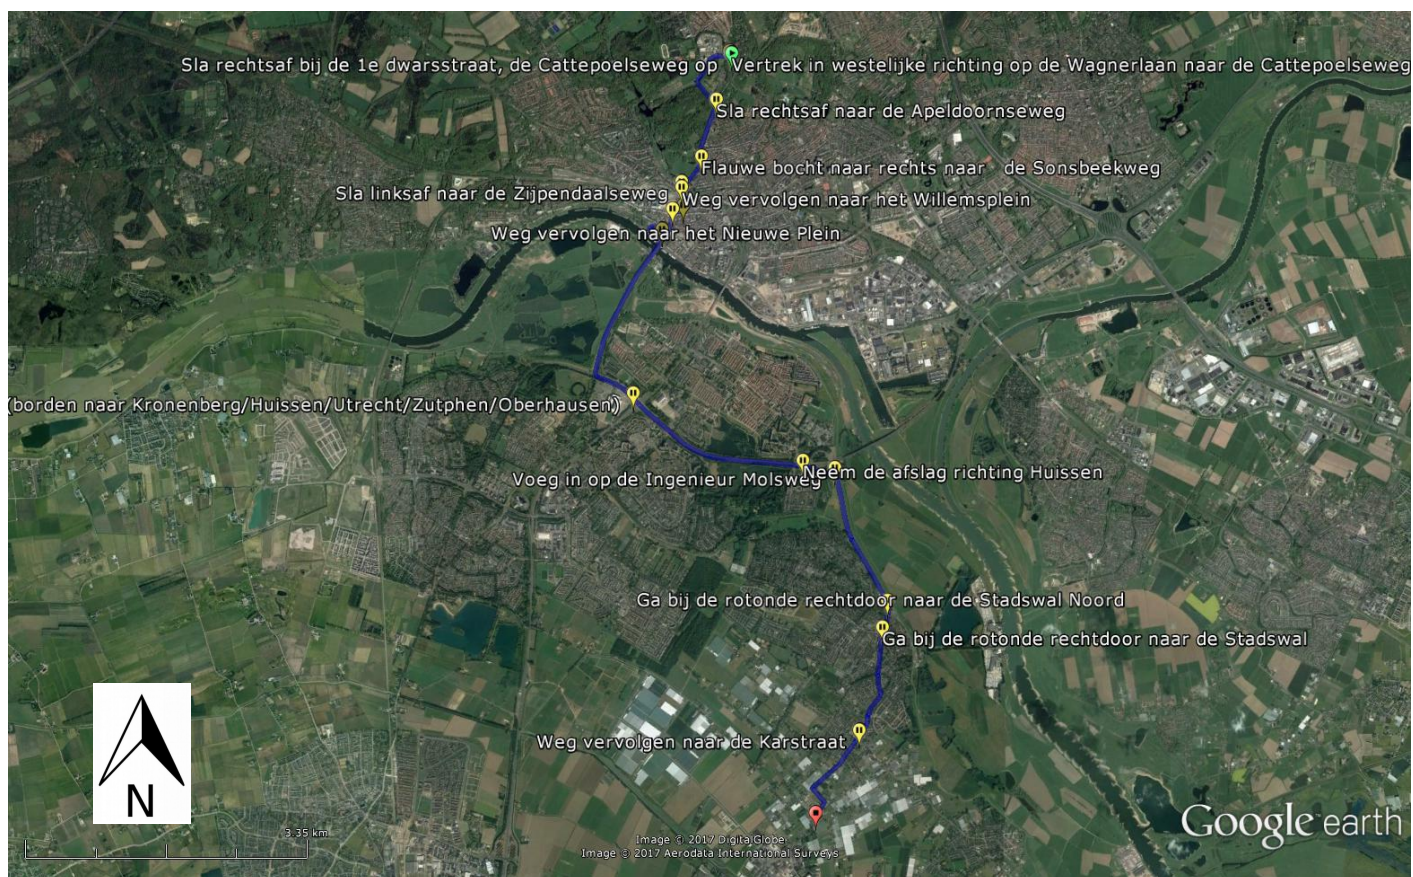 Sla rechtsaf bij de 1e dwarsstraat, de Cattepoelseweg op
Vertrek in westelijke richting op de Wagnerlaan naar de Cattepoelseweg
Sla rechtsaf naar de Apeldoornseweg
Flauwe bocht naar rechts naar de Sonsbeekweg
Sla linksaf naar de Zijpendaalseweg
Weg vervolgen naar het Willemsplein
Weg vervolgen naar het Nieuwe Plein
(borden naar Kronenberg/Huissen/Utrecht/Zutphen/Oberhausen)
Neem de afslag richting Huissen
Voeg in op de Ingenieur Molsweg
Ga bij de rotonde rechtdoor naar de Stadswal Noord
Ga bij de rotonde rechtdoor naar de Stadswal
Weg vervolgen naar de Karstraat
N
3.35 km
Image © 2017 DigitalGlobe
Image © 2017 Aerodata International Surveys
Google earth